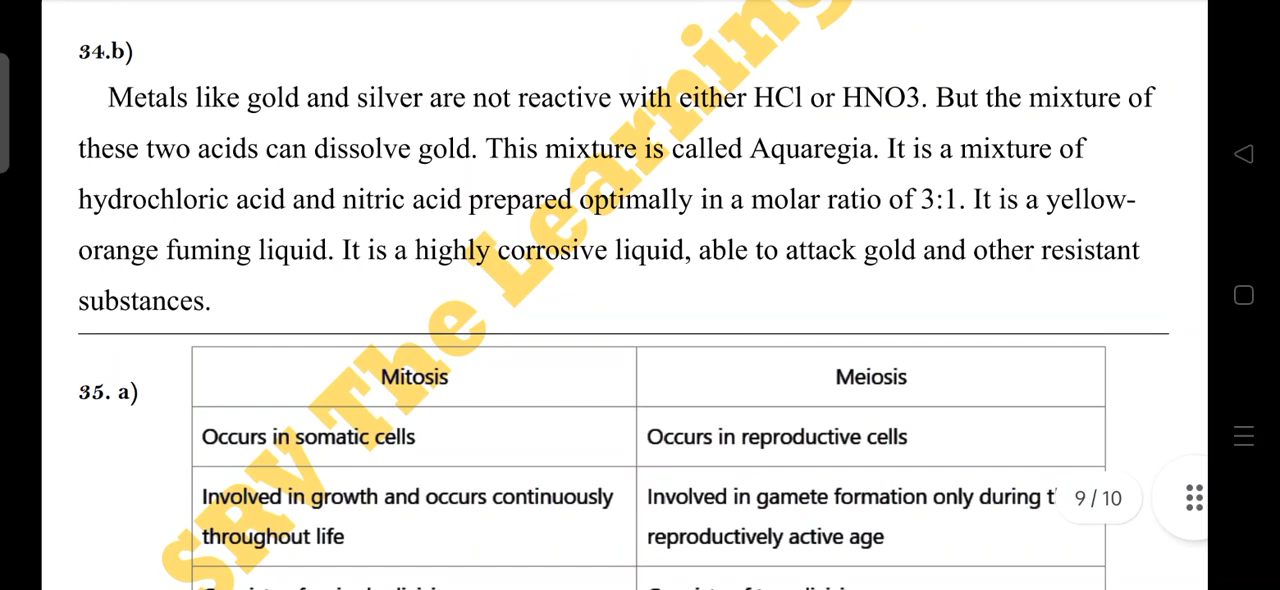 34.b)
Metals like gold and silver are not reactive with either HCl or HNO3. But the mixture of
these two acids can dissolve gold. This mixture is called Aquaregia. It is a mixture of
hydrochloric acid and nitric acid prepared optimally in a molar ratio of 3:1. It is a yellow-
orange fuming liquid. It is a highly corrosive liquid, able to attack gold and other resistant
substances.
SRV The Learning
35. a)
Mitosis Meiosis
Occurs in somatic cells Occurs in reproductive cells
Involved in growth and occurs continuously Involved in gamete formation only during
throughout life reproductively active age
9 / 10